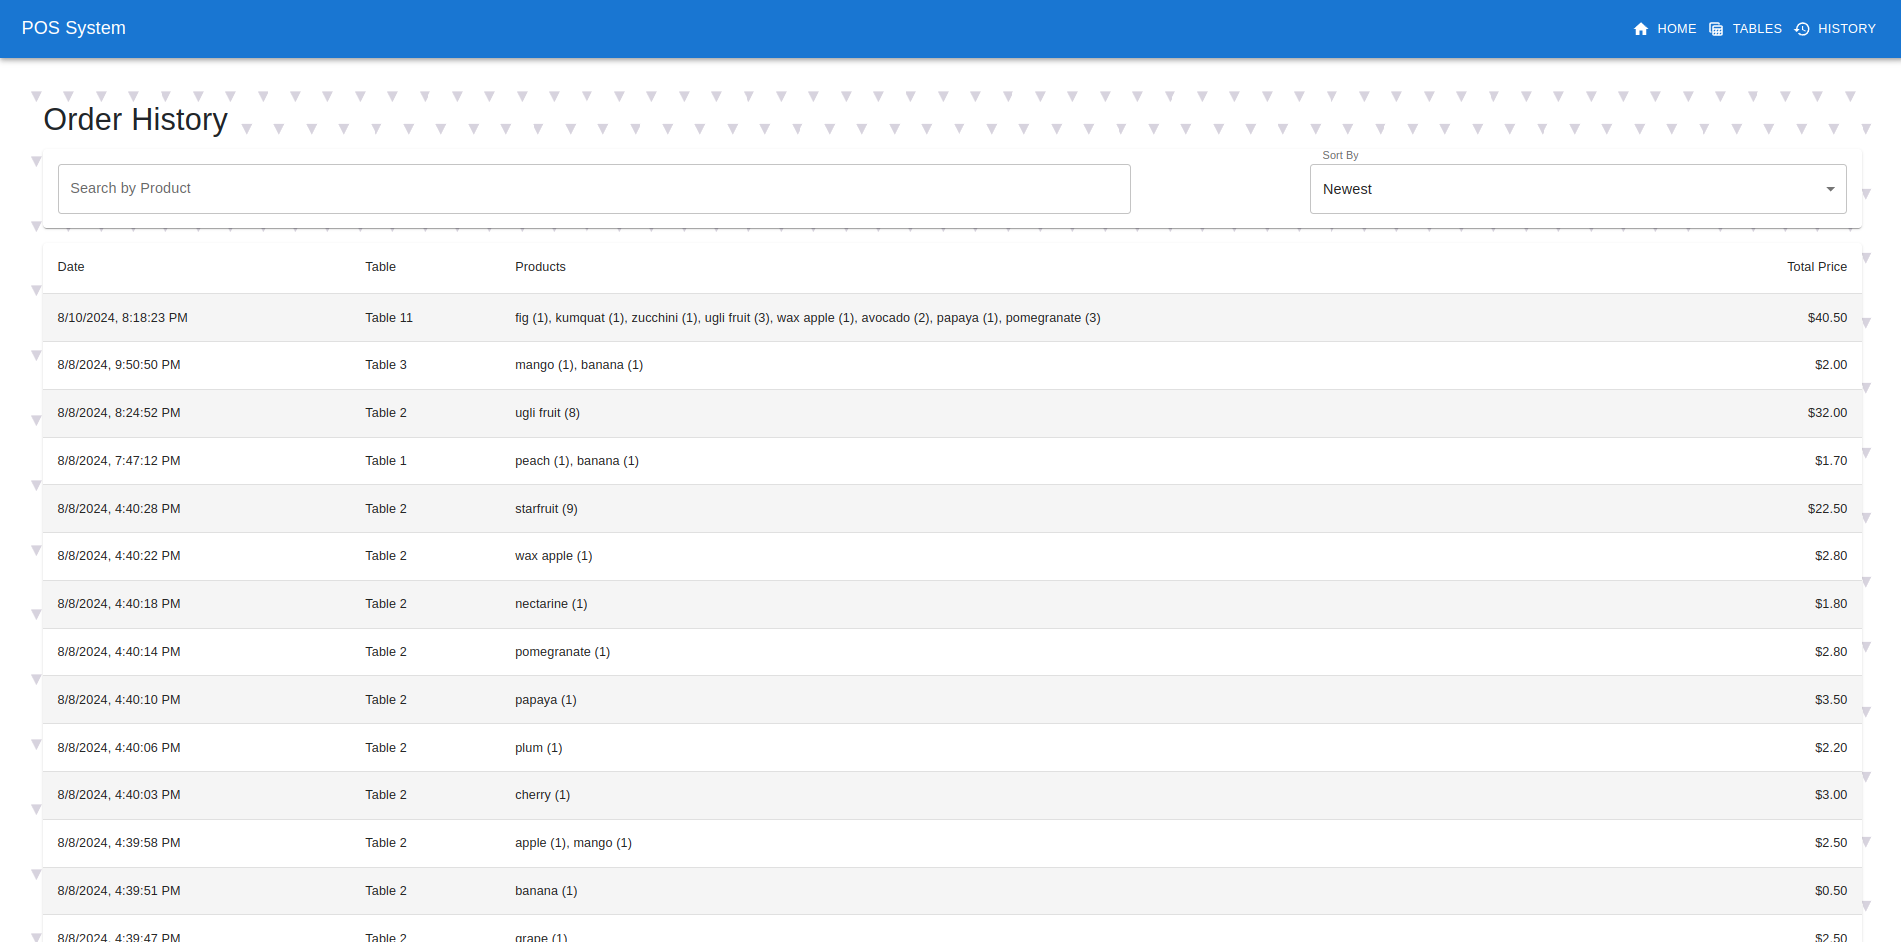 POS System HOME TABLES HISTORY
Order History
Sort By
Search by Product Newest
Date Table Products Total Price
8/10/2024, 8:18:23 PM Table 11 fig (1), kumquat (1), zucchini (1), ugli fruit (3), wax apple (1), avocado (2), papaya (1), pomegranate (3) $40.50
8/8/2024, 9:50:50 PM Table 3 mango (1), banana (1) $2.00
8/8/2024, 8:24:52 PM Table 2 ugli fruit (8) $32.00
8/8/2024, 7:47:12 PM Table 1 peach (1), banana (1) $1.70
8/8/2024, 4:40:28 PM Table 2 starfruit (9) $22.50
8/8/2024, 4:40:22 PM Table 2 wax apple (1) $2.80
8/8/2024, 4:40:18 PM Table 2 nectarine (1) $1.80
8/8/2024, 4:40:14 PM Table 2 pomegranate (1) $2.80
8/8/2024, 4:40:10 PM Table 2 papaya (1) $3.50
8/8/2024, 4:40:06 PM Table 2 plum (1) $2.20
8/8/2024, 4:40:03 PM Table 2 cherry (1) $3.00
8/8/2024, 4:39:58 PM Table 2 apple (1), mango (1) $2.50
8/8/2024, 4:39:51 PM Table 2 banana (1) $0.50
8/8/2024, 4:39:47 PM Table 2 grape (1) $2.50